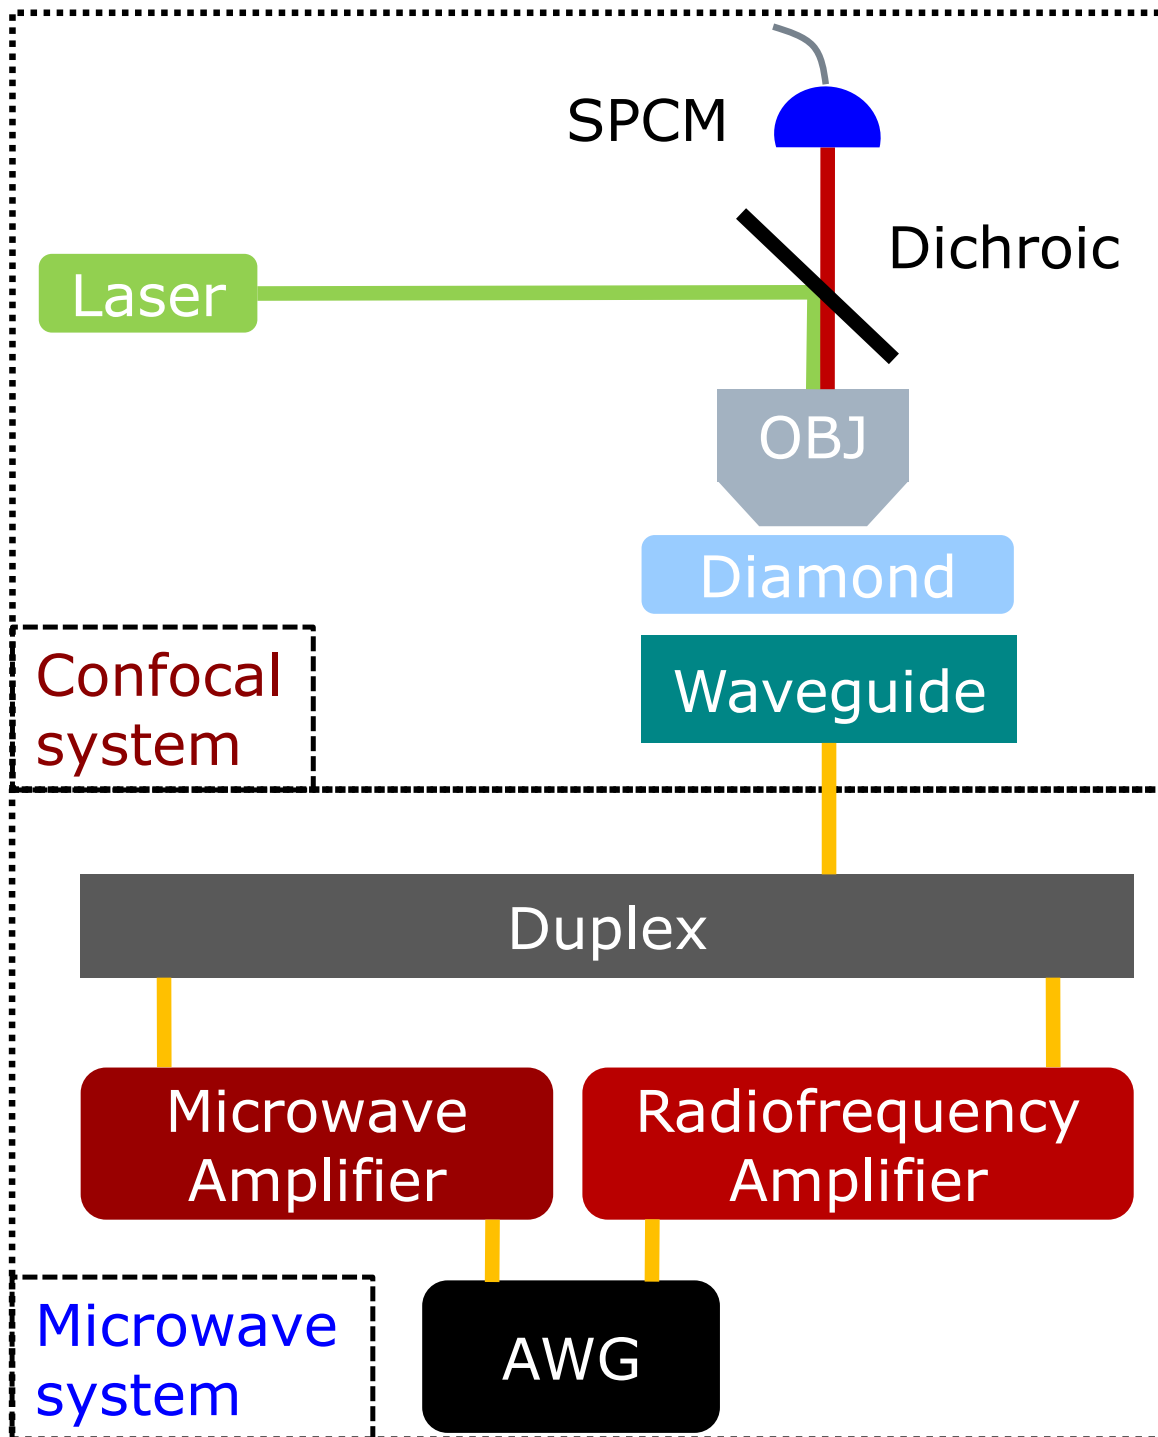 SPCM
Dichroic
Laser
OBJ
Diamond
Confocal
system
Waveguide
Duplex
Microwave
Amplifier
Radiofrequency
Amplifier
Microwave
system
AWG